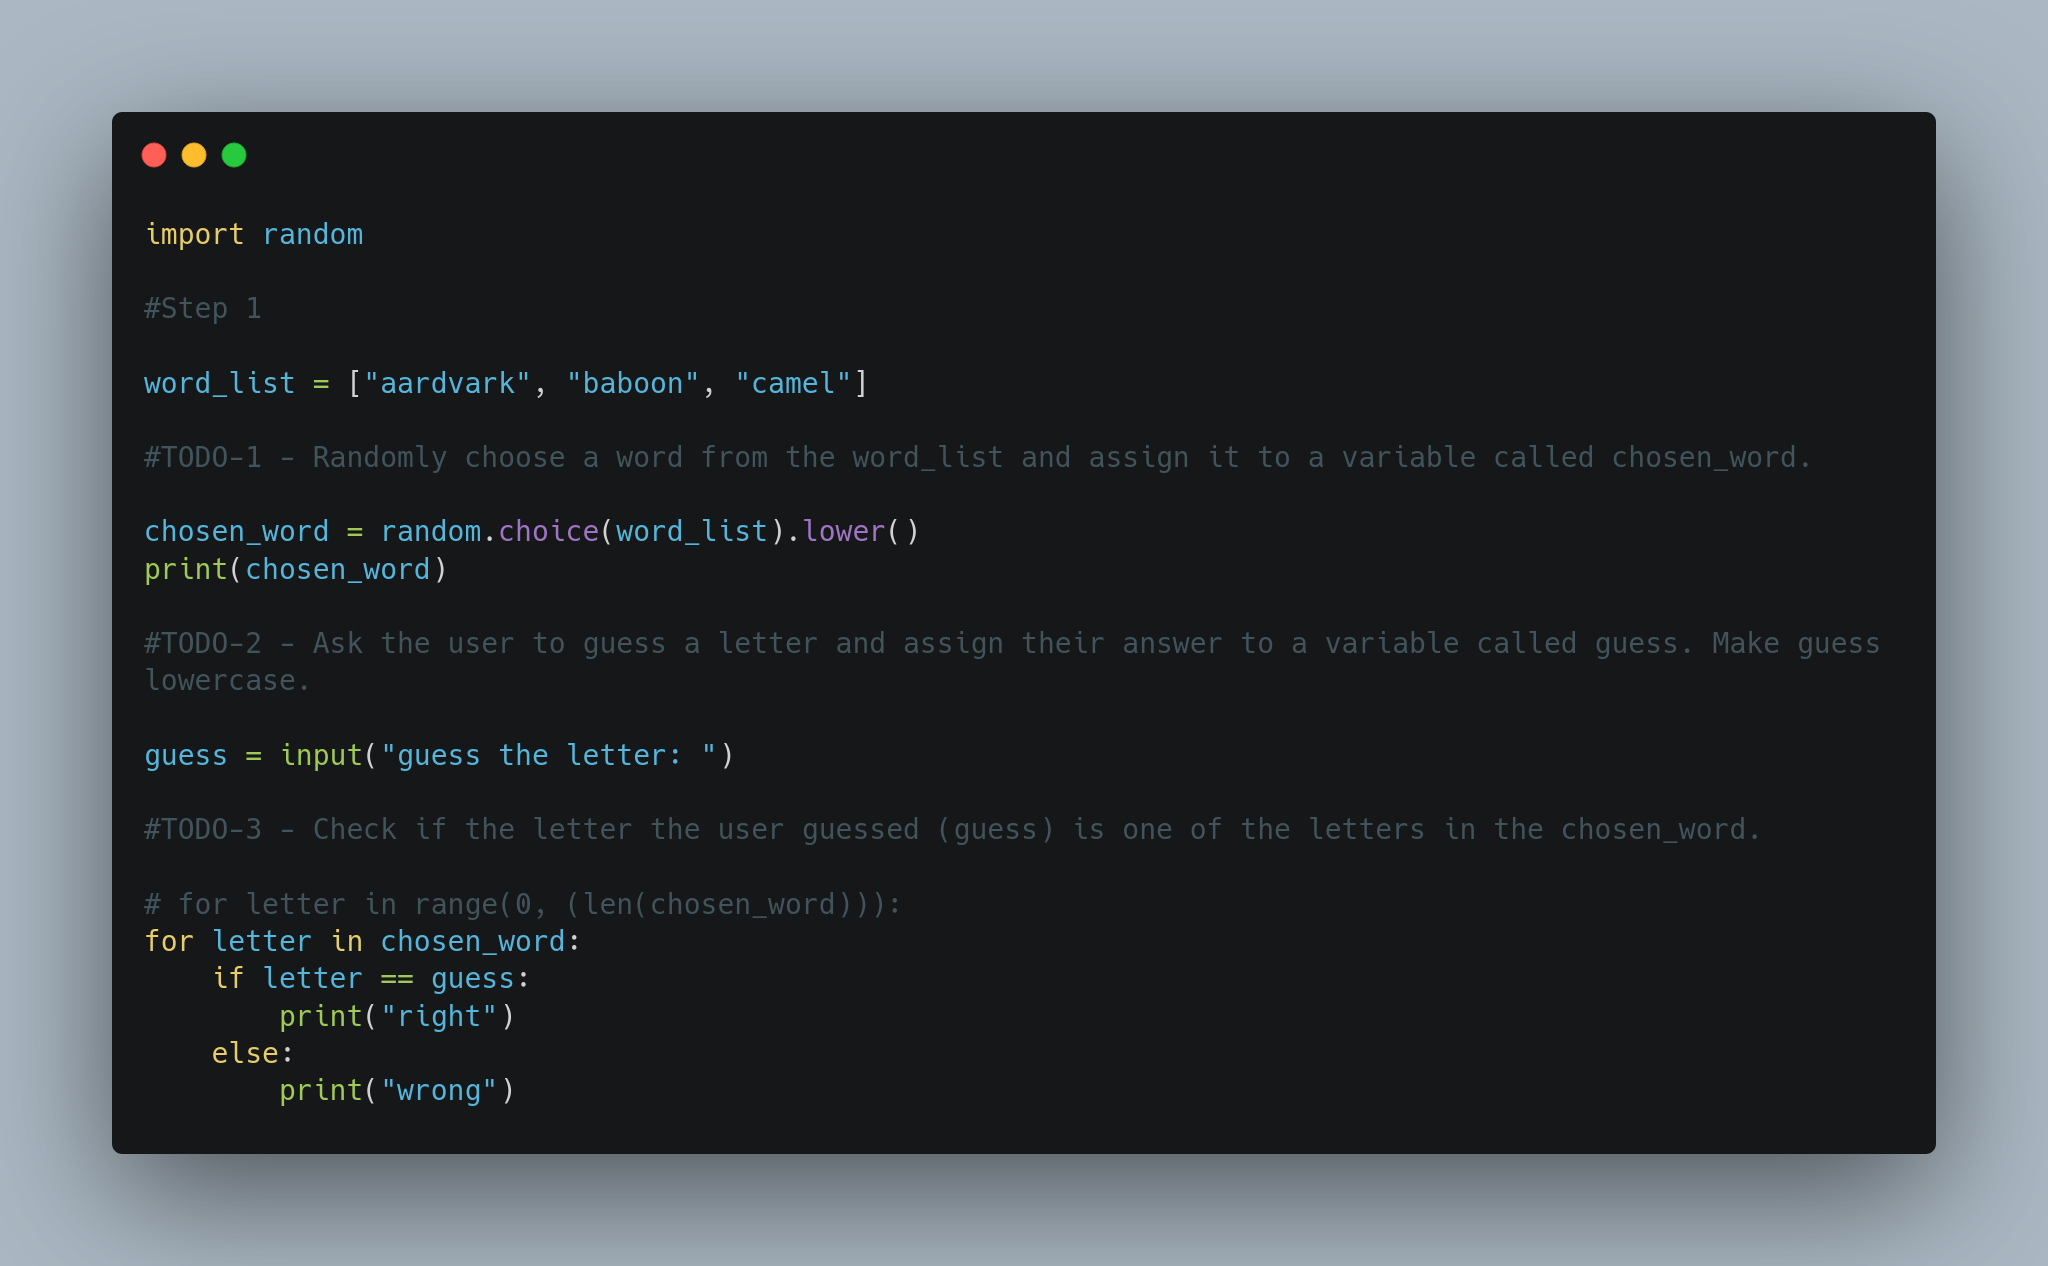 import random
#Step 1
word_list = ["aardvark", "baboon", "camel"]
#TODO-1 - Randomly choose a word from the word_list and assign it to a variable called chosen_word.
chosen_word = random.choice(word_list).lower()
print(chosen_word)
#TODO-2 - Ask the user to guess a letter and assign their answer to a variable called guess. Make guess
lowercase.
guess = input("guess the letter: ")
#TODO-3 - Check if the letter the user guessed (guess) is one of the letters in the chosen_word.
# for letter in range(0, (len(chosen_word))):
for letter in chosen_word:
    if letter == guess:
        print("right")
    else:
        print("wrong")